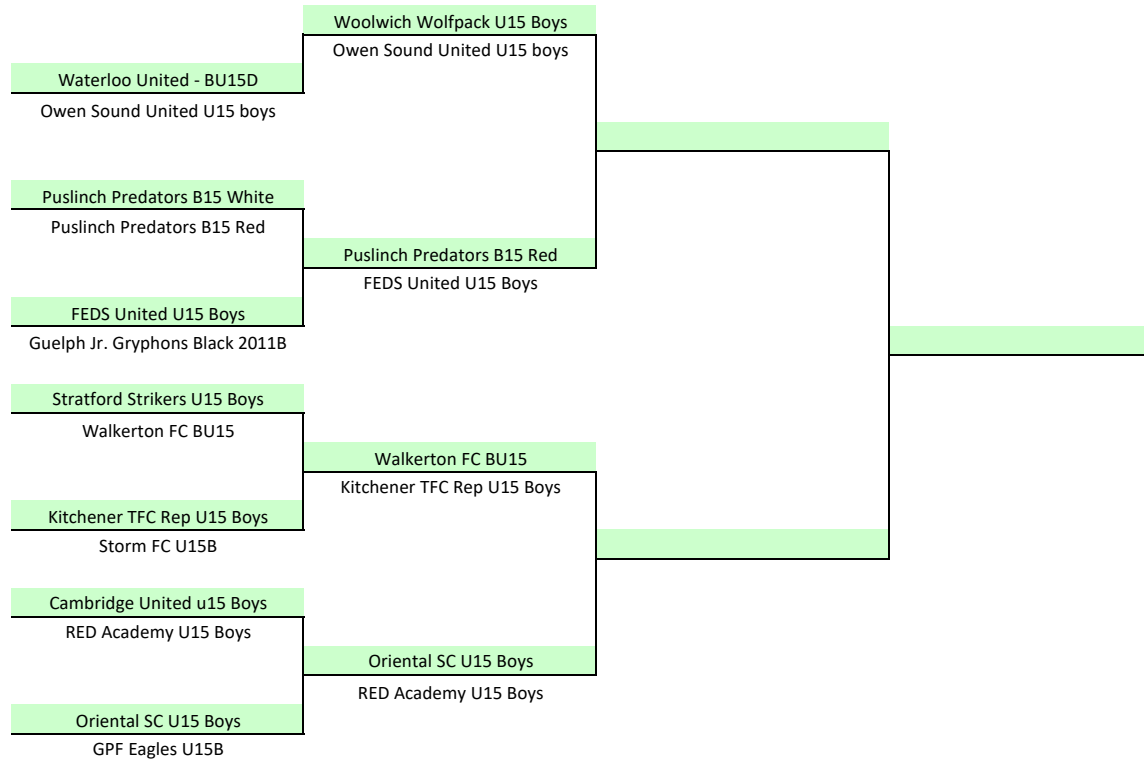 Woolwich Wolfpack U15 Boys
Owen Sound United U15 boys
Waterloo United - BU15D
Owen Sound United U15 boys
Puslinch Predators B15 White
Puslinch Predators B15 Red
Puslinch Predators B15 Red
FEDS United U15 Boys
FEDS United U15 Boys
Guelph Jr. Gryphons Black 2011B
Stratford Strikers U15 Boys
Walkerton FC BU15
Walkerton FC BU15
Kitchener TFC Rep U15 Boys
Kitchener TFC Rep U15 Boys
Storm FC U15B
Cambridge United u15 Boys
RED Academy U15 Boys
Oriental SC U15 Boys
RED Academy U15 Boys
Oriental SC U15 Boys
GPF Eagles U15B